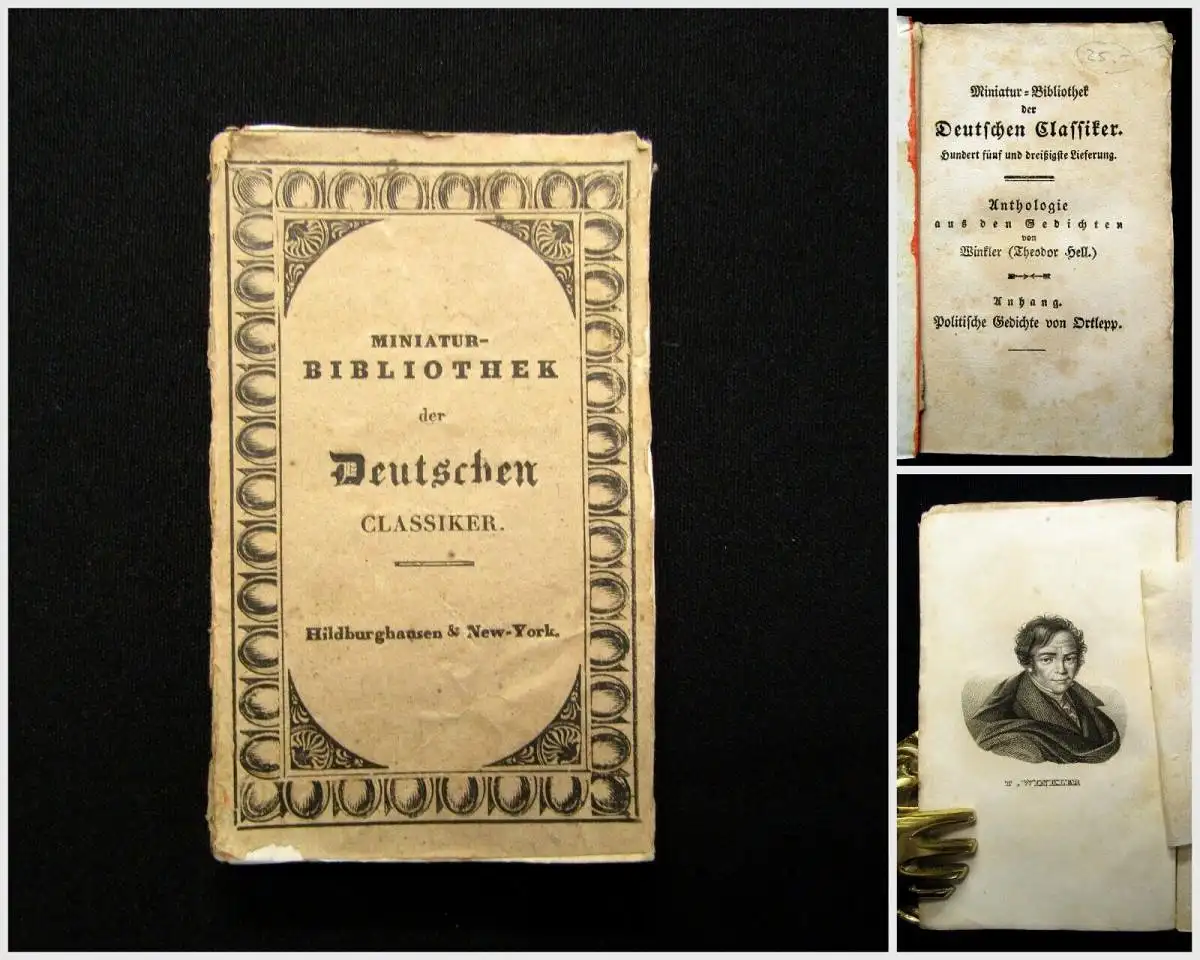 MINIATUR-
BIBLIOTHEK
der
Deutschen
CLASSIKER.
Hildburghausen & New-York.
25.-
Miniatur-Bibliothek
der
Deutschen Classiker.
Hundert fünf und dreißigste Lieferung.
Anthologie
aus den Gedichten
von
Winkler (Theodor Hell.)
Anhang.
Politische Gedichte von Ortlepp.
T. WINKLER